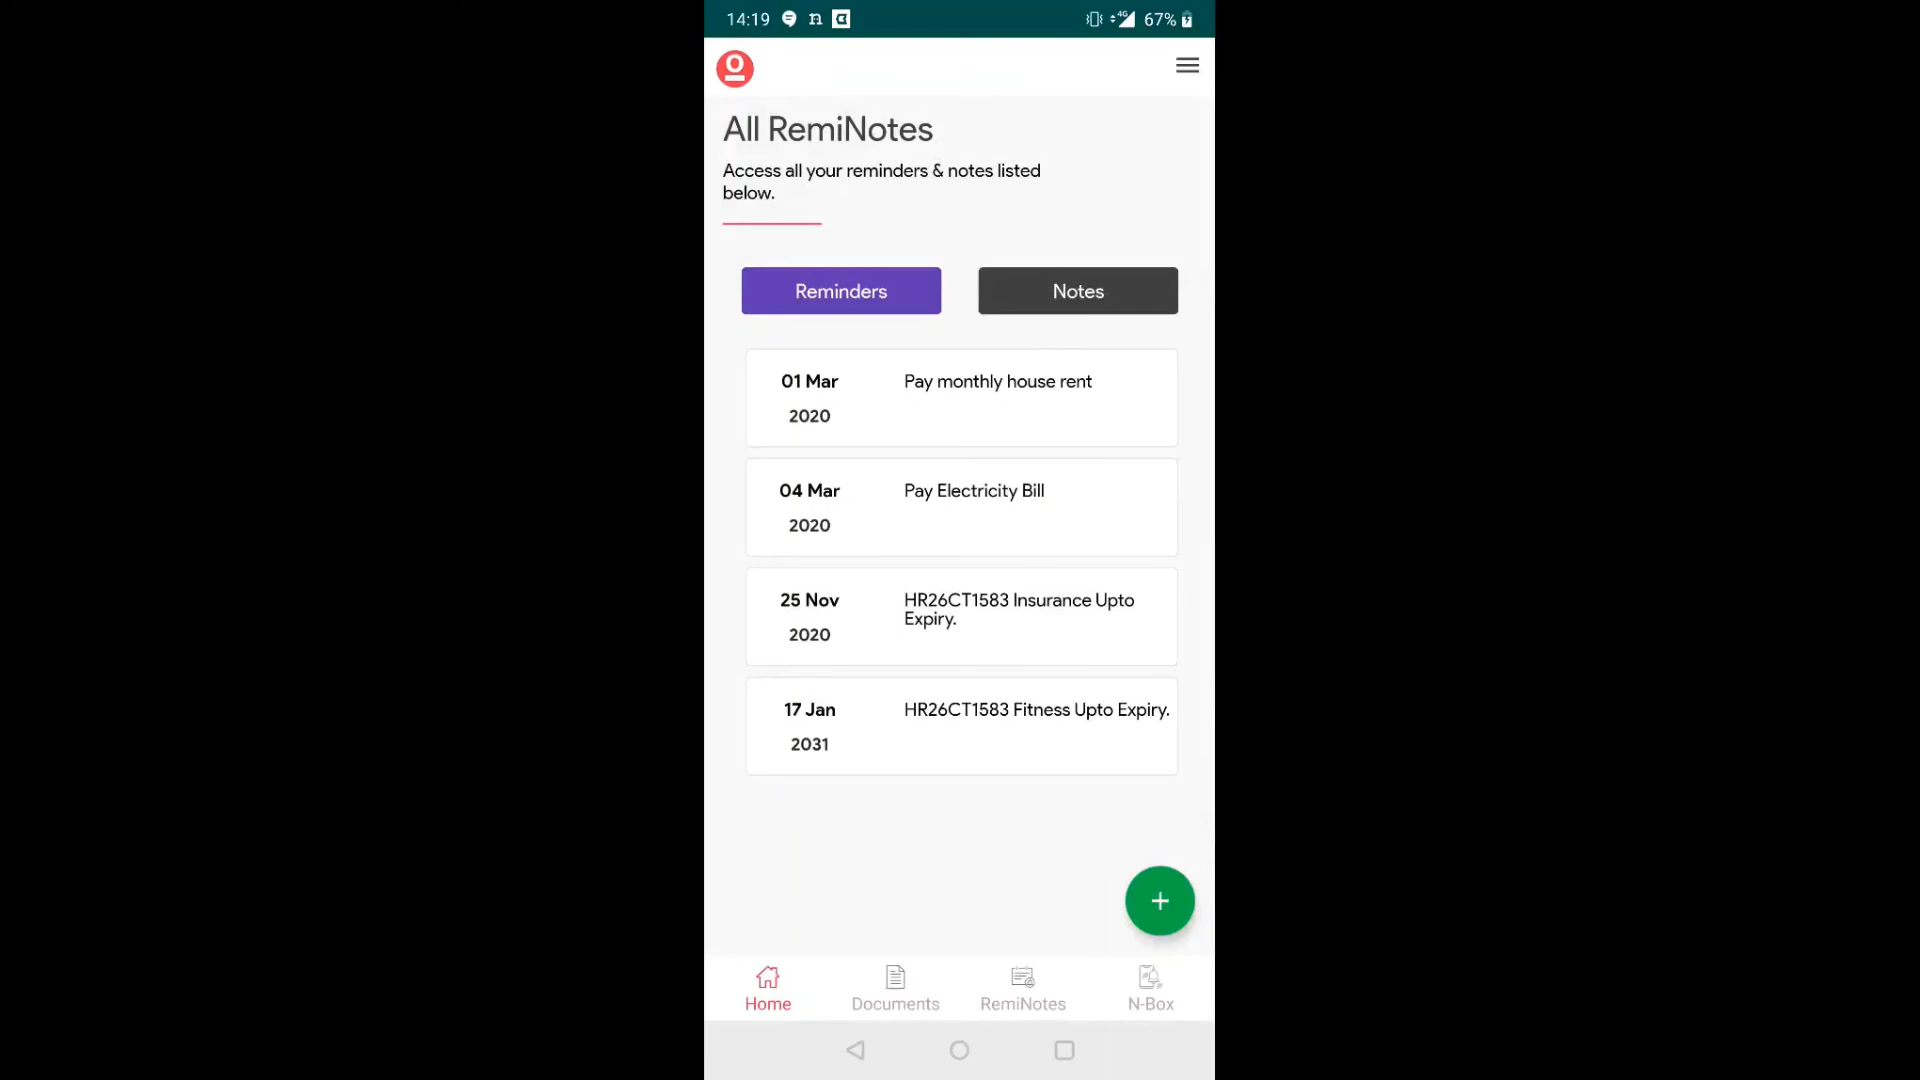 14:19
4G
67%
All RemiNotes
Access all your reminders & notes listed
below.
Reminders
Notes
01 Mar
2020
Pay monthly house rent
04 Mar
2020
Pay Electricity Bill
25 Nov
2020
HR26CT1583 Insurance Upto
Expiry.
17 Jan
2031
HR26CT1583 Fitness Upto Expiry.
Home
Documents
RemiNotes
N-Box